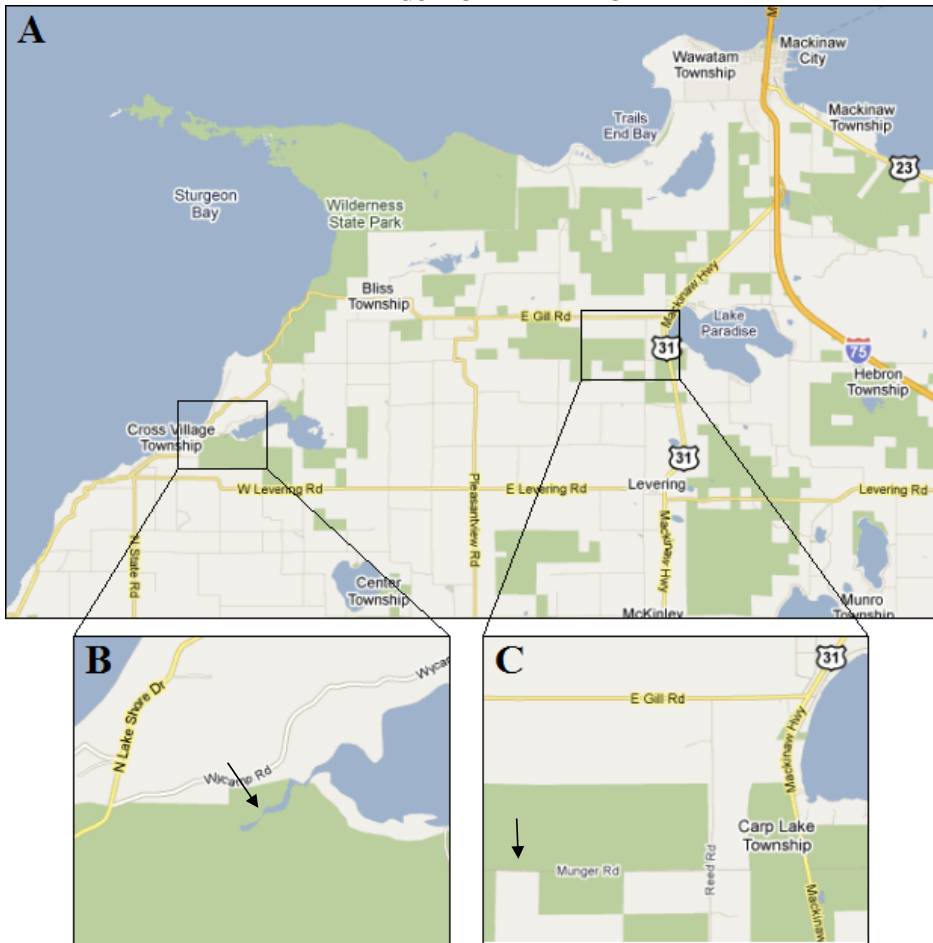 A
Wawatam
Township
M
Mackinaw
City
Trails
End Bay
Mackinaw
Township
23
Sturgeon
Bay
Wilderness
State Park
Bliss
Township
E Gill Rd
Mackinaw Hwy
Lake
Paradise
31
75
Hebron
Township
Cross Village
Township
31
Levering
W Levering Rd
E Levering Rd
Levering Rd
Pleasantview Rd
N State Rd
Mackinaw Hwy
Center
Township
McKinley
Munro
Township
B
N Lake Shore Dr
Wycamp Rd
Wycam
C
31
E Gill Rd
Mackinaw Hwy
Carp Lake
Township
Munger Rd
Reed Rd
Mackinaw